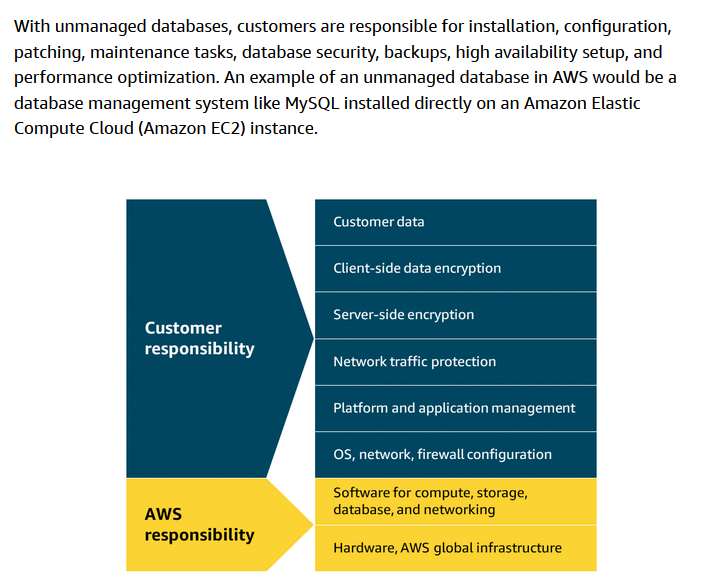 With unmanaged databases, customers are responsible for installation, configuration,
patching, maintenance tasks, database security, backups, high availability setup, and
performance optimization. An example of an unmanaged database in AWS would be a
database management system like MySQL installed directly on an Amazon Elastic
Compute Cloud (Amazon EC2) instance.
Customer
responsibility
Customer data
Client-side data encryption
Server-side encryption
Network traffic protection
Platform and application management
OS, network, firewall configuration
AWS
responsibility
Software for compute, storage,
database, and networking
Hardware, AWS global infrastructure